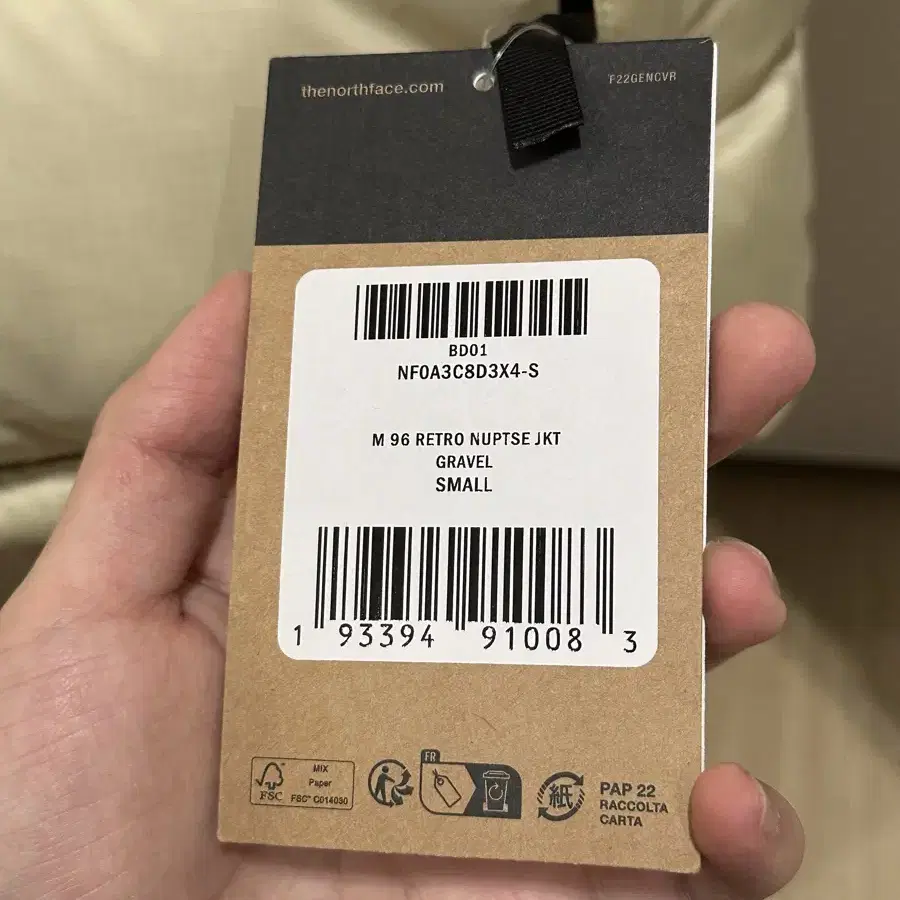 thenorthface.com
F22GENCVR
BD01
NF0A3C8D3X4-S
M 96 RETRO NUPTSE JKT
GRAVEL
SMALL
1 93394 91008 3
FSC
MIX
Paper
FSC™ C014030
FR
紙
PAP 22
RACCOLTA
CARTA